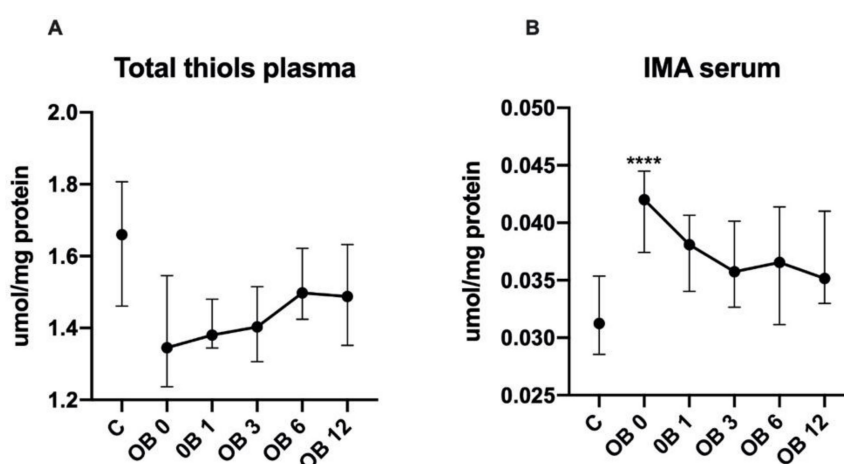 A
Total thiols plasma
umol/mg protein
2.0
1.8
1.6
1.4
1.2
C
OB 0
0B 1
OB 3
OB 6
OB 12
B
IMA serum
umol/mg protein
0.050
0.045
0.040
0.035
0.030
0.025
****
C
OB 0
0B 1
OB 3
OB 6
OB 12